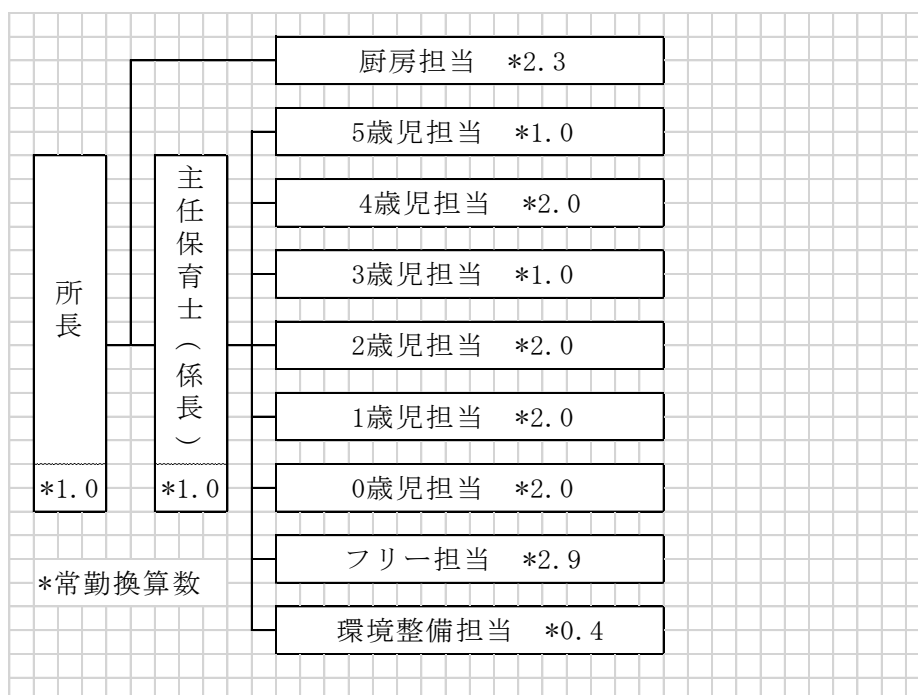 厨房担当 *2.3
5歳児担当 *1.0
4歳児担当 *2.0
3歳児担当 *1.0
2歳児担当 *2.0
1歳児担当 *2.0
0歳児担当 *2.0
フリー担当 *2.9
環境整備担当 *0.4
所長
*1.0
主任保育士(係長)
*1.0
*常勤換算数